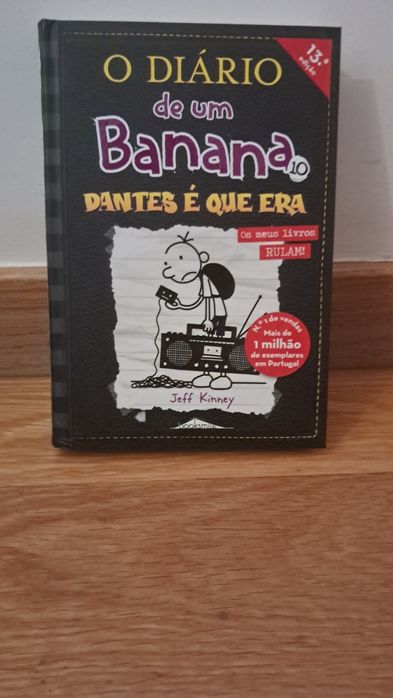 O DIÁRIO
de um
Banana
10
DANTES É QUE ERA
13.ª
edição
Os meus livros
RULAM!
N.º 1 de vendas
Mais de
1 milhão
de exemplares
em Portugal
Jeff Kinney
booksmile